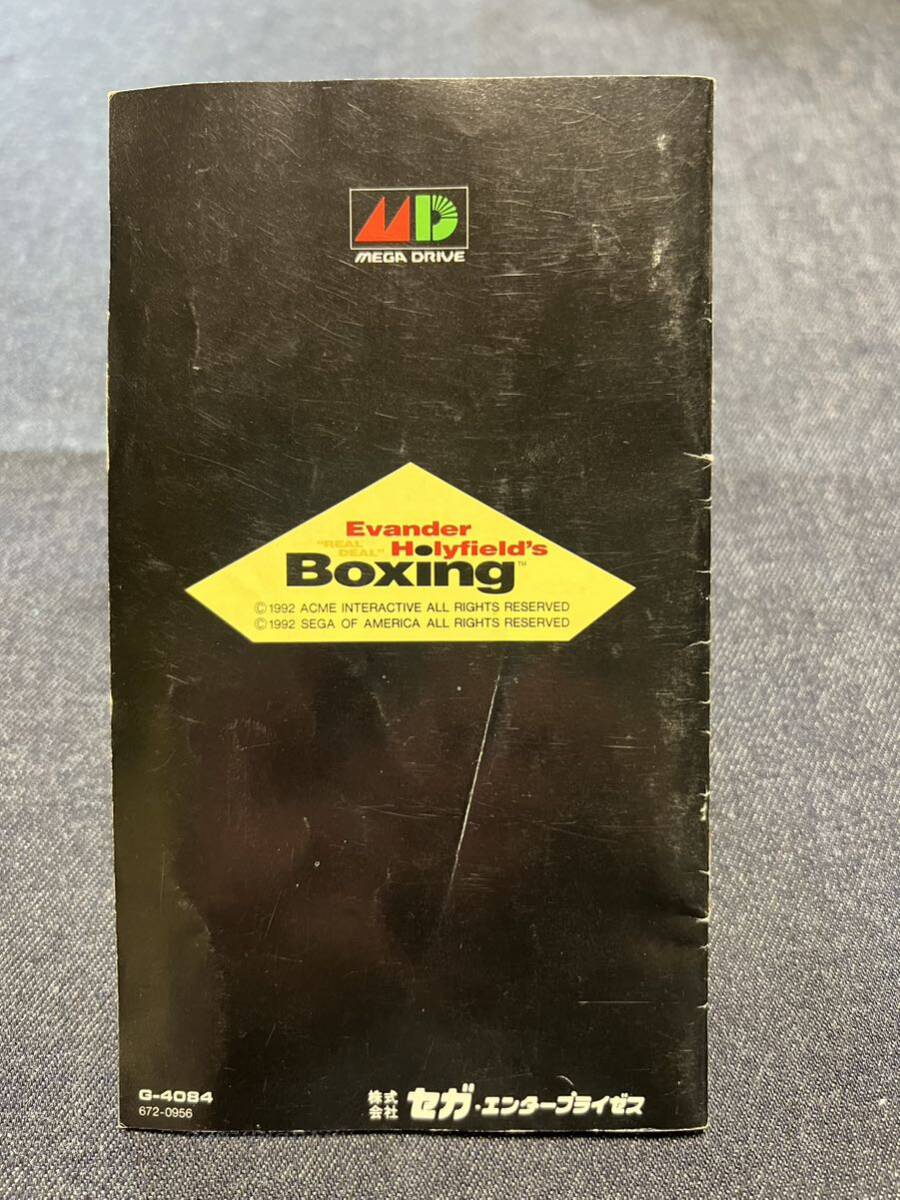 MD
MEGA DRIVE
Evander
"REAL DEAL" Holyfield's
Boxing™
©1992 ACME INTERACTIVE ALL RIGHTS RESERVED
©1992 SEGA OF AMERICA ALL RIGHTS RESERVED
G-4084
672-0956
株式会社 セガ・エンタープライゼス